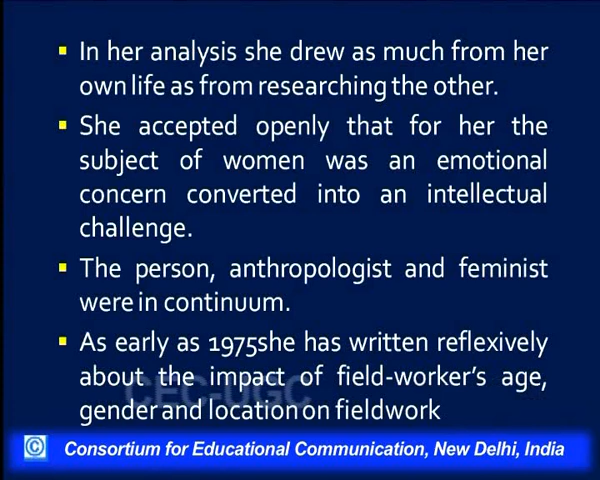 In her analysis she drew as much from her
own life as from researching the other.
She accepted openly that for her the
subject of women was an emotional
concern converted into an intellectual
challenge.
The person, anthropologist and feminist
were in continuum.
As early as 1975she has written reflexively
about the impact of field-worker's age,
gender and location on fieldwork
CEC-UGC
© Consortium for Educational Communication, New Delhi, India